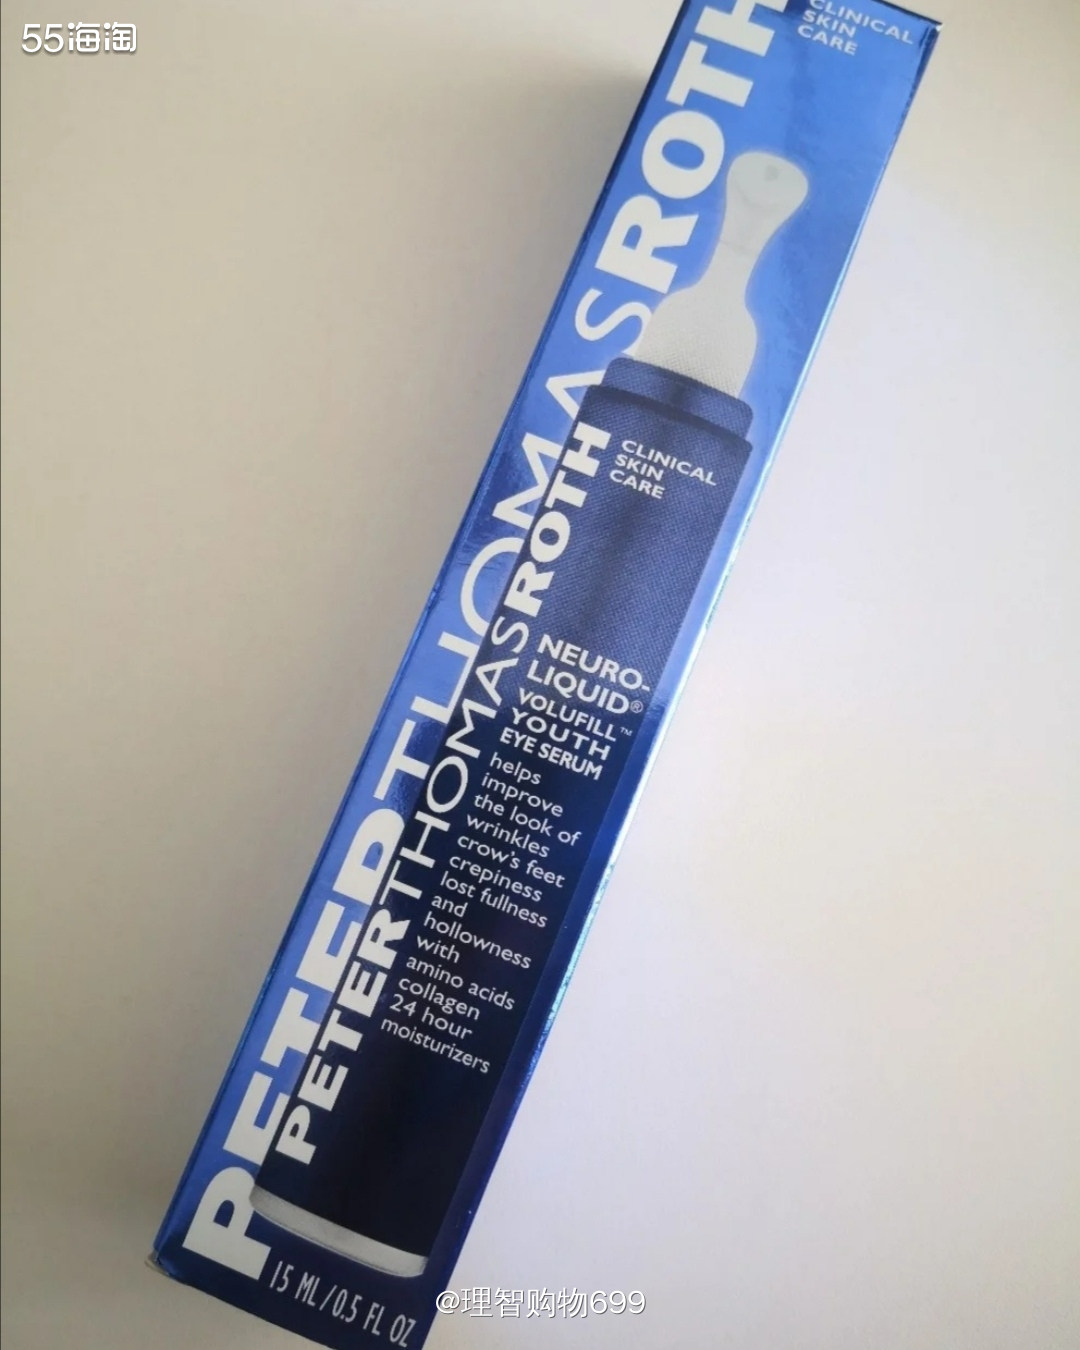 55海淘
CLINICAL
SKIN
CARE
PETER THOMAS ROTH
CLINICAL
SKIN
CARE
PETER THOMAS ROTH
NEURO-
LIQUID®
VOLUFILL™
YOUTH
EYE SERUM
helps
improve
the look of
wrinkles
crow's feet
crepiness
lost fullness
and
hollowness
with
amino acids
collagen
24 hour
moisturizers
15 ML/0.5 FL OZ
@理智购物699